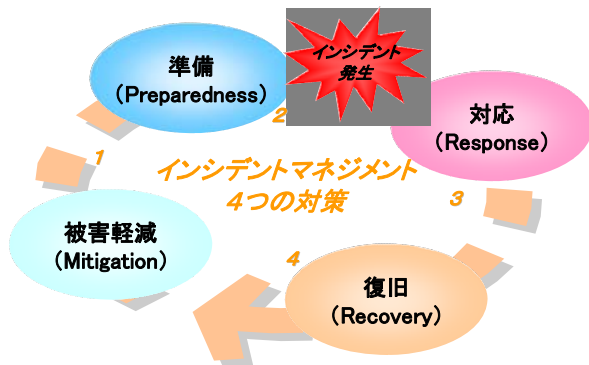 準備
（Preparedness）
インシデント
発生
対応
（Response）
2
1
インシデントマネジメント
４つの対策
3
被害軽減
（Mitigation）
4
復旧
（Recovery）